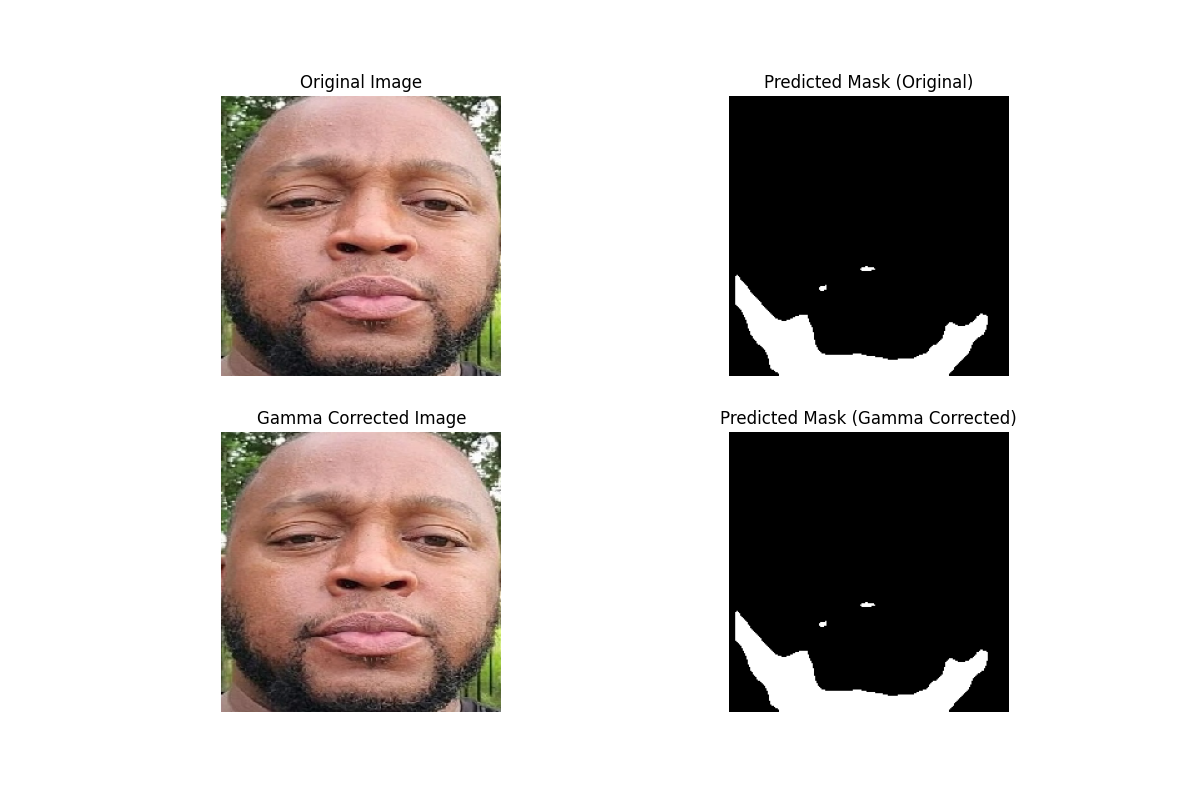 Original Image
Predicted Mask (Original)
Gamma Corrected Image
Predicted Mask (Gamma Corrected)